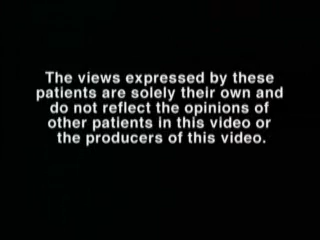 The views expressed by these
patients are solely their own and
do not reflect the opinions of
other patients in this video or
the producers of this video.